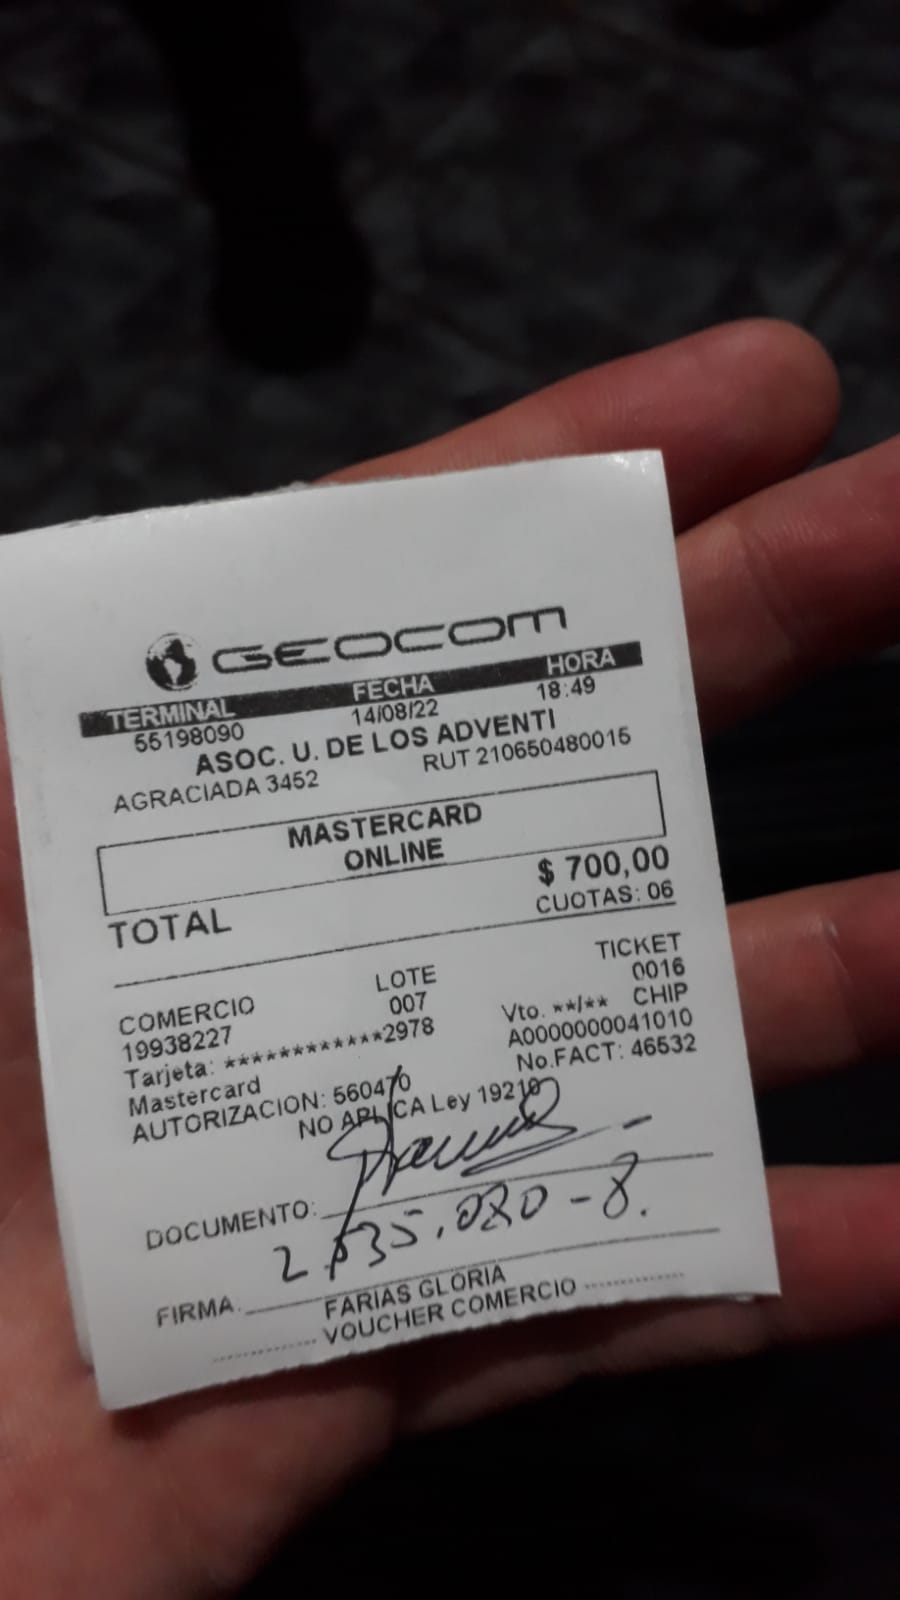 GEOCOM
TERMINAL FECHA HORA
55198090 14/08/22 18:49
ASOC. U. DE LOS ADVENTI
AGRACIADA 3452 RUT 210650480015
MASTERCARD
ONLINE
TOTAL $ 700,00
CUOTAS: 06
COMERCIO LOTE TICKET
19938227 007 0016
Tarjeta: ************2978 Vto. **/** CHIP
Mastercard A0000000041010
AUTORIZACION: 560470 No.FACT: 46532
NO APLICA Ley 19210
DOCUMENTO:
FIRMA.
FARIAS GLORIA
VOUCHER COMERCIO